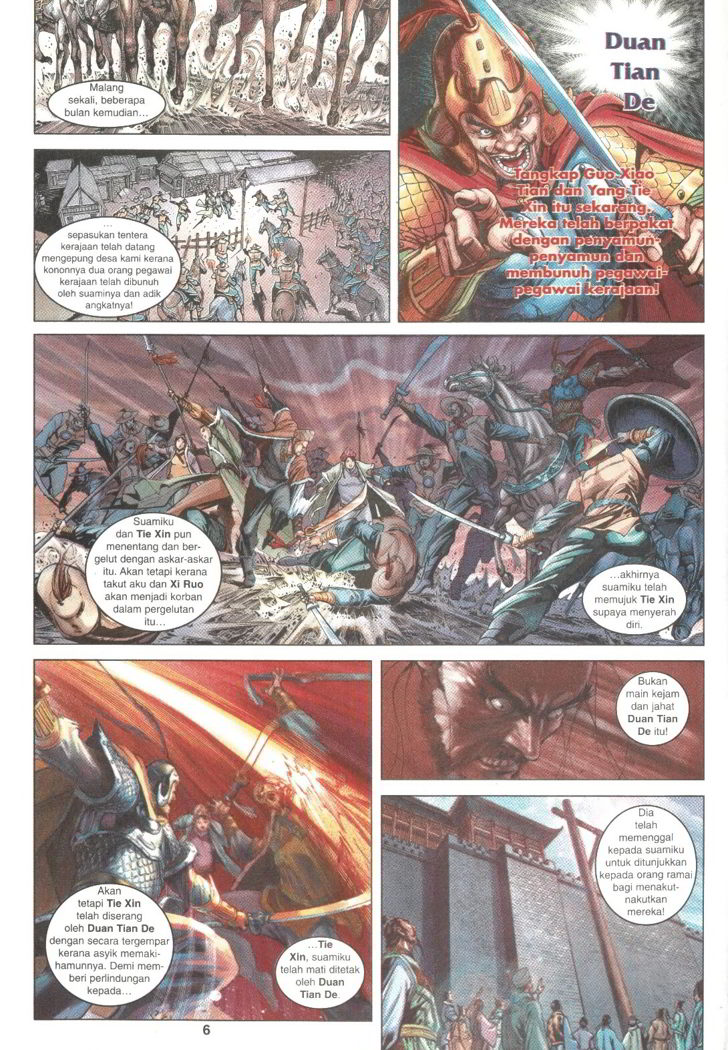 Malang
sekali, beberapa
bulan kemudian...
Duan
Tian
De
Tangkap Guo Xiao
Tian dan Yang Tie
Xin itu sekarang.
Mereka telah berpakat
dengan penyamun-
penyamun dan
membunuh pegawai-
pegawai kerajaan!
...
sepasukan tentera
kerajaan telah datang
mengepung desa kami kerana
kononnya dua orang pegawai
kerajaan telah dibunuh
oleh suaminya dan adik
angkatnya!
Suamiku
dan Tie Xin pun
menentang dan ber-
gelut dengan askar-askar
itu. Akan tetapi kerana
takut aku dan Xi Ruo
akan menjadi korban
dalam pergelutan
itu...
...akhirnya
suamiku telah
memujuk Tie Xin
supaya menyerah
diri.
Akan
tetapi Tie Xin
telah diserang
oleh Duan Tian De
dengan secara tergempar
kerana asyik memaki-
hamunnya. Demi mem-
beri perlindungan
kepada...
...Tie
Xin, suamiku
telah mati ditetak
oleh Duan
Tian De.
Bukan
main kejam
dan jahat
Duan Tian
De itu!
Dia
telah
memenggal
kepada suamiku
untuk ditunjukkan
kepada orang ramai
bagi menakut-
nakutkan
mereka!
6